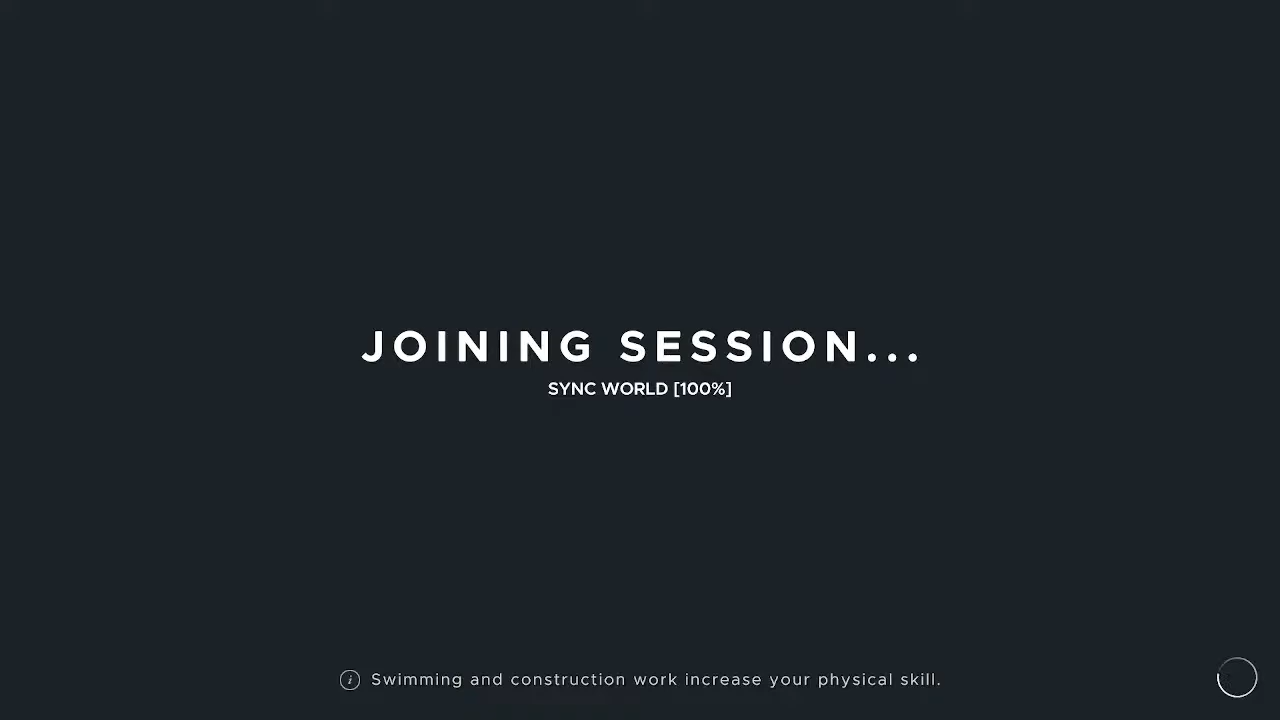 JOINING SESSION...
SYNC WORLD [100%]
Swimming and construction work increase your physical skill.